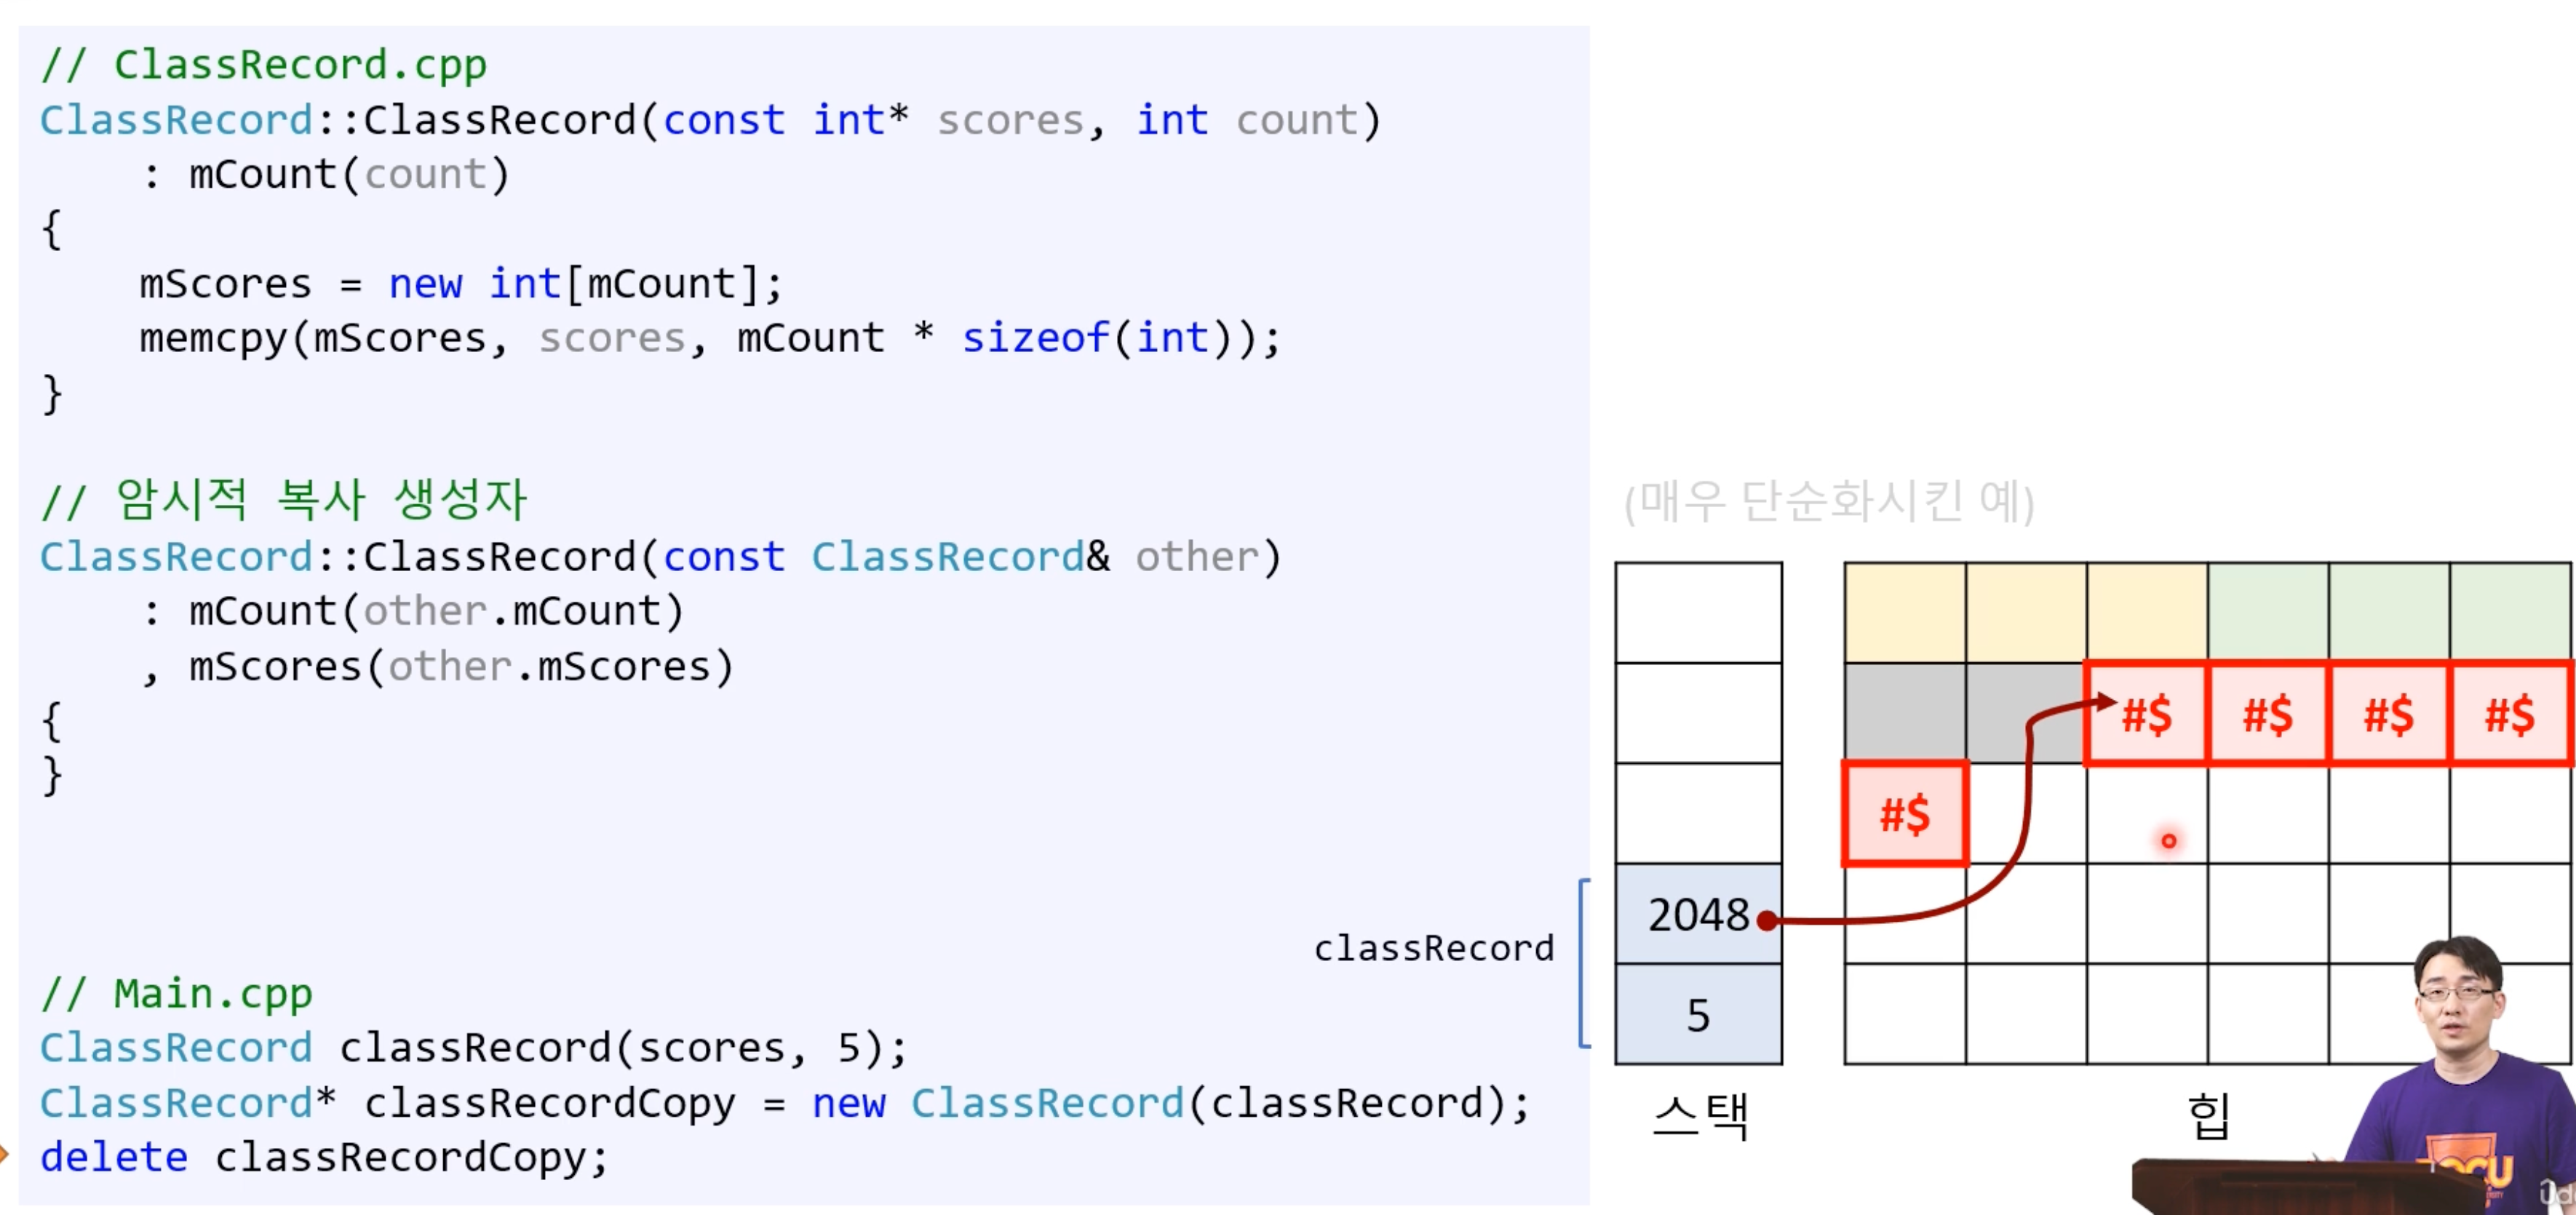 // ClassRecord.cpp
ClassRecord::ClassRecord(const int* scores, int count)
    : mCount(count)
{
    mScores = new int[mCount];
    memcpy(mScores, scores, mCount * sizeof(int));
}
// 암시적 복사 생성자
ClassRecord::ClassRecord(const ClassRecord& other)
    : mCount(other.mCount)
    , mScores(other.mScores)
{
}
// Main.cpp
ClassRecord classRecord(scores, 5);
ClassRecord* classRecordCopy = new ClassRecord(classRecord);
delete classRecordCopy;
(매우 단순화시킨 예)
#$ #$ #$ #$
#$
classRecord
2048
5
스택
힙